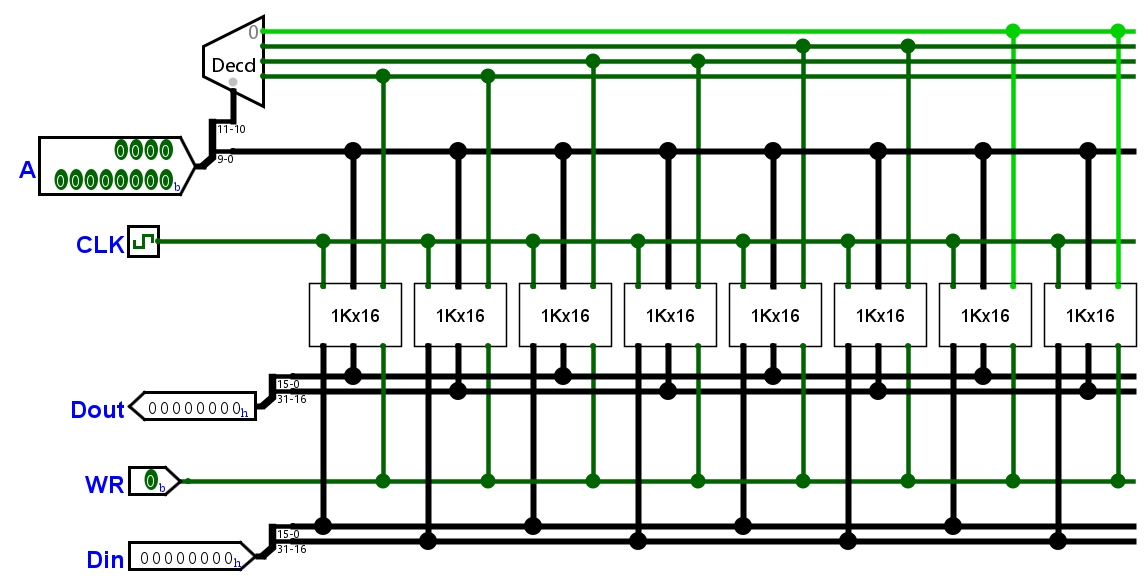 0
Decd
11-10
9-0
A
0000
00000000b
CLK
1Kx16 1Kx16 1Kx16 1Kx16 1Kx16 1Kx16 1Kx16 1Kx16
15-0
31-16
Dout
00000000h
WR
0b
15-0
31-16
Din
00000000h